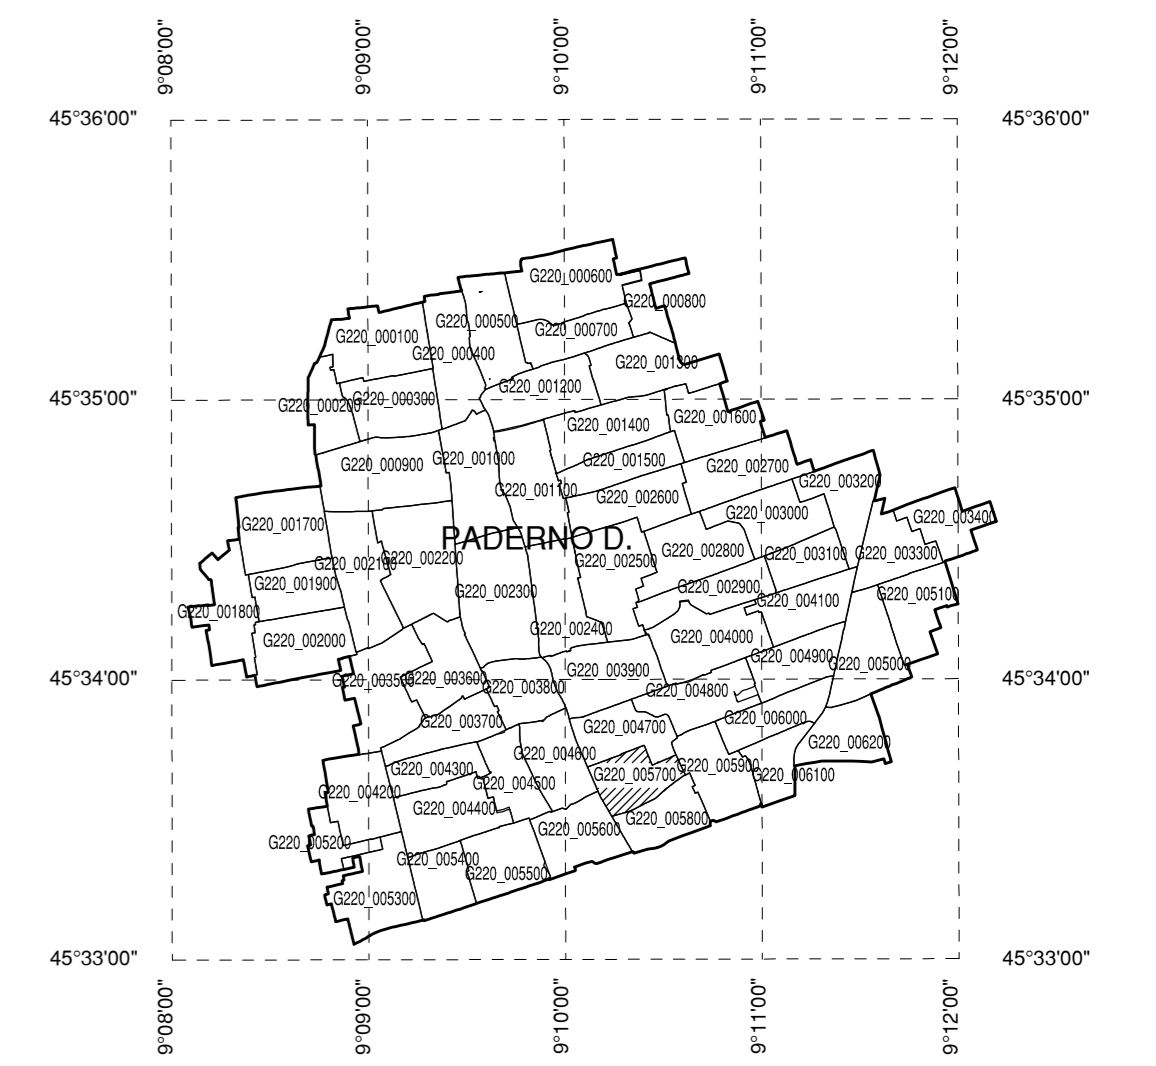 9°08'00"
9°09'00"
9°10'00"
9°11'00"
9°12'00"
45°36'00"
45°36'00"
G220_000600
G220_000800
G220_000500
G220_000700
G220_000100
G220_000400
G220_001300
G220_001200
45°35'00"
45°35'00"
G220_000200
G220_000300
G220_001600
G220_001400
G220_000900
G220_001000
G220_001500
G220_002700
G220_003200
G220_001100
G220_002600
G220_003000
G220_003400
G220_001700
PADERNO D.
G220_002800
G220_003100
G220_003300
G220_002100
G220_002200
G220_002500
G220_001900
G220_002900
G220_002300
G220_005100
G220_004100
G220_001800
G220_002400
G220_004000
G220_002000
G220_004900
G220_005000
G220_003900
45°34'00"
45°34'00"
G220_003500
G220_003600
G220_003800
G220_004800
G220_003700
G220_006000
G220_004700
G220_006200
G220_004600
G220_004300
G220_005900
G220_005700
G220_006100
G220_004500
G220_004200
G220_004400
G220_005800
G220_005600
G220_005200
G220_005400
G220_005500
G220_005300
45°33'00"
45°33'00"
9°08'00"
9°09'00"
9°10'00"
9°11'00"
9°12'00"